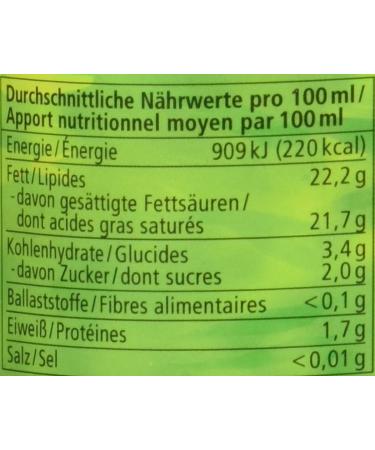 Durchschnittliche Nährwerte pro 100 ml /
Apport nutritionnel moyen par 100 ml
Energie / Énergie 909 kJ (220 kcal)
Fett / Lipides 22,2 g
- davon gesättigte Fettsäuren /
dont acides gras saturés 21,7 g
Kohlenhydrate / Glucides 3,4 g
- davon Zucker / dont sucres 2,0 g
Ballaststoffe / Fibres alimentaires <0,1 g
Eiweiß / Protéines 1,7 g
Salz / Sel <0,01 g